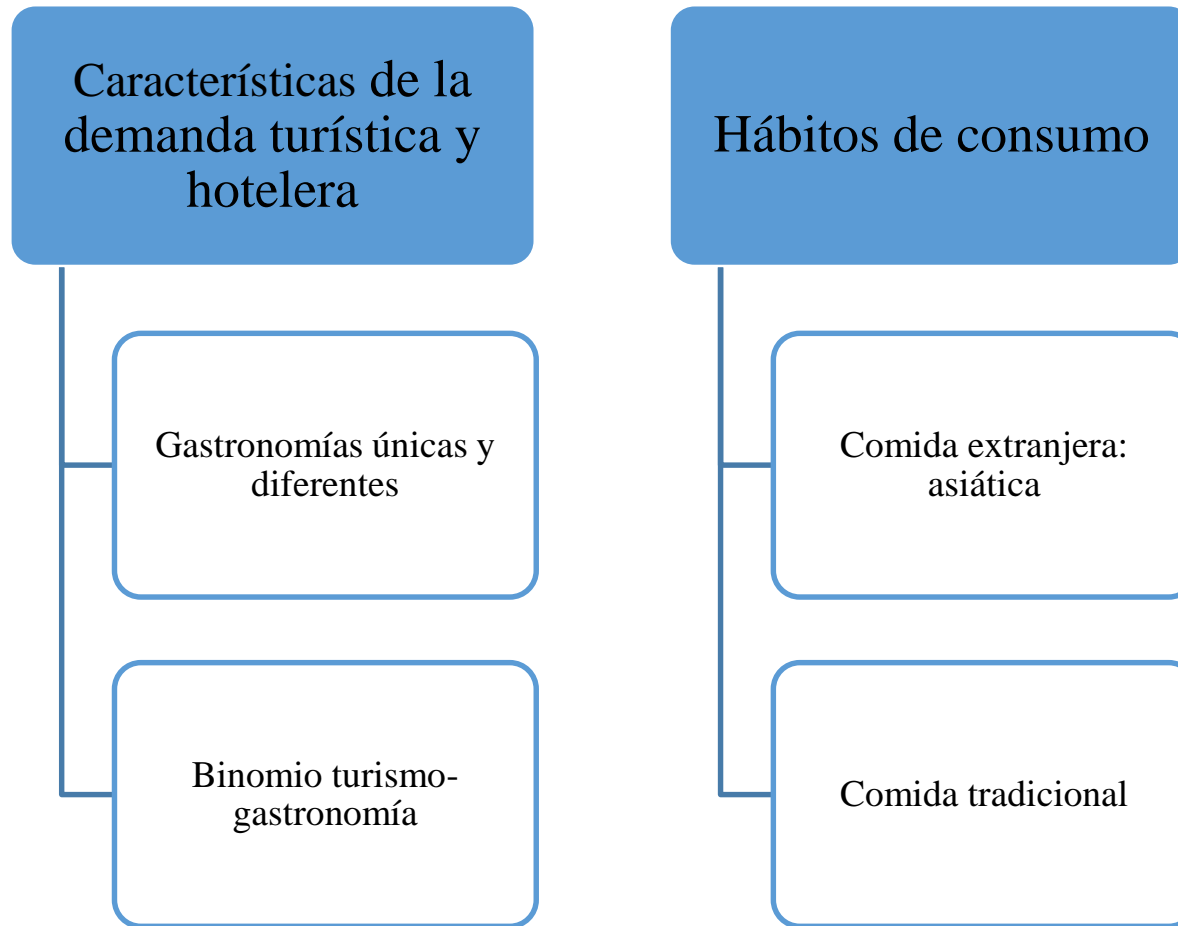 Características de la
demanda turística y
hotelera
Gastronomías únicas y
diferentes
Binomio turismo-
gastronomía
Hábitos de consumo
Comida extranjera:
asiática
Comida tradicional